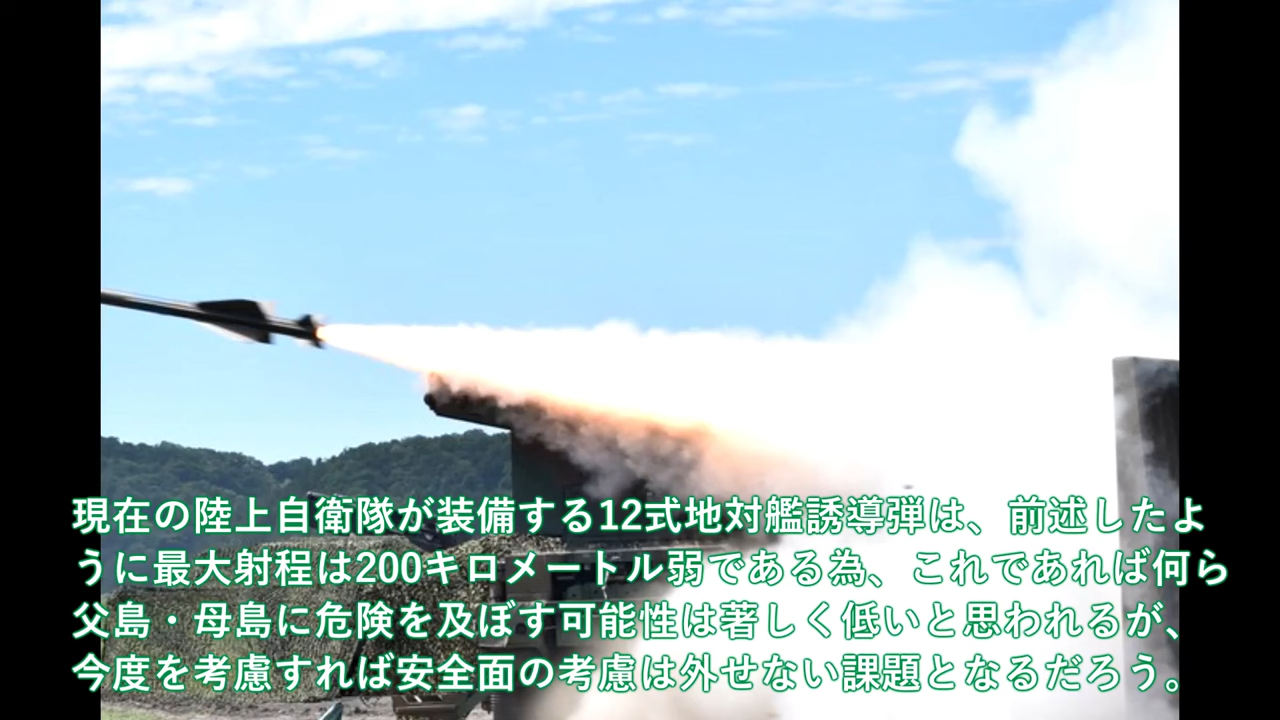 現在の陸上自衛隊が装備する12式地対艦誘導弾は、前述したよ
うに最大射程は200キロメートル弱である為、これであれば何ら
父島・母島に危険を及ぼす可能性は著しく低いと思われるが、
今度を考慮すれば安全面の考慮は外せない課題となるだろう。